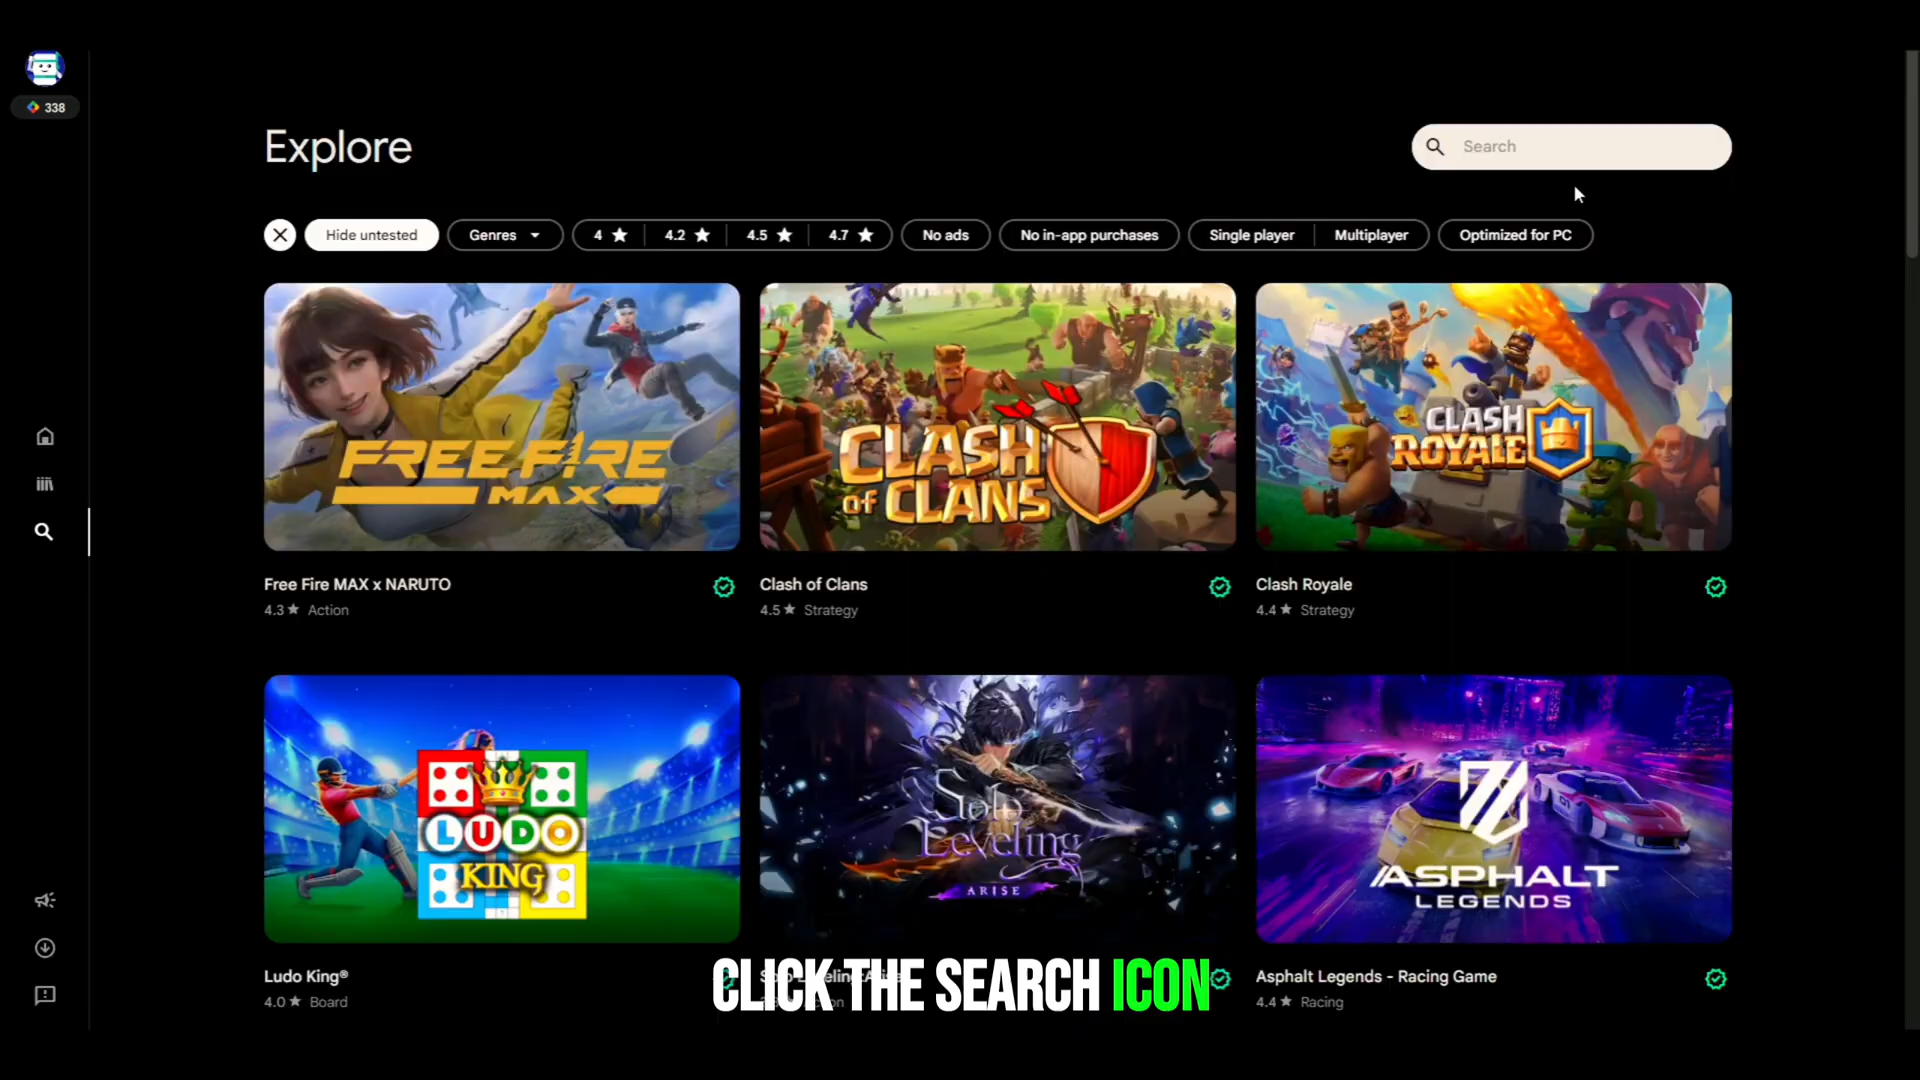 338
Explore
Search
Hide untested
Genres
4 ★ 4.2 ★ 4.5 ★ 4.7 ★
No ads
No in-app purchases
Single player Multiplayer
Optimized for PC
FREE FIRE
MAX
CLASH
OF
CLANS
CLASH
ROYALE
Free Fire MAX x NARUTO
4.3 ★ Action
Clash of Clans
4.5 ★ Strategy
Clash Royale
4.4 ★ Strategy
LUDO
KING
Solo
Leveling
ARISE
ASPHALT
LEGENDS
Ludo King®
4.0 ★ Board
Asphalt Legends - Racing Game
4.4 ★ Racing
CLICK THE SEARCH ICON